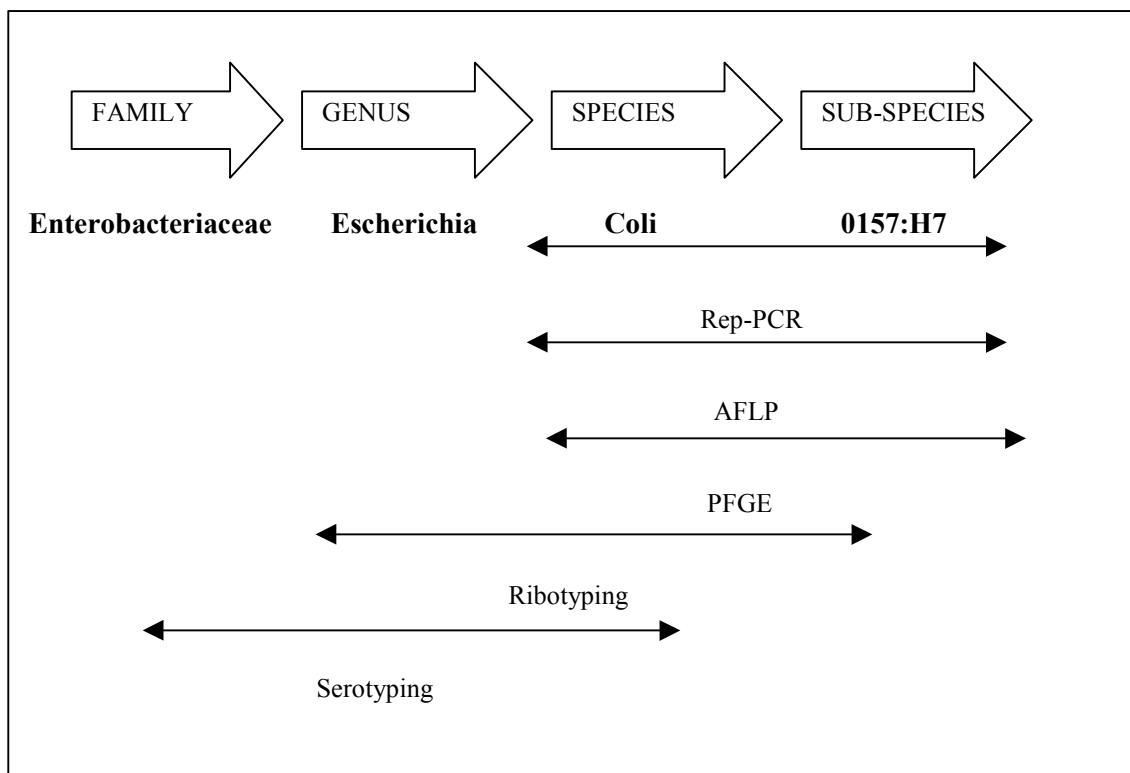 FAMILY GENUS SPECIES SUB-SPECIES
Enterobacteriaceae Escherichia Coli 0157:H7
Rep-PCR
AFLP
PFGE
Ribotyping
Serotyping